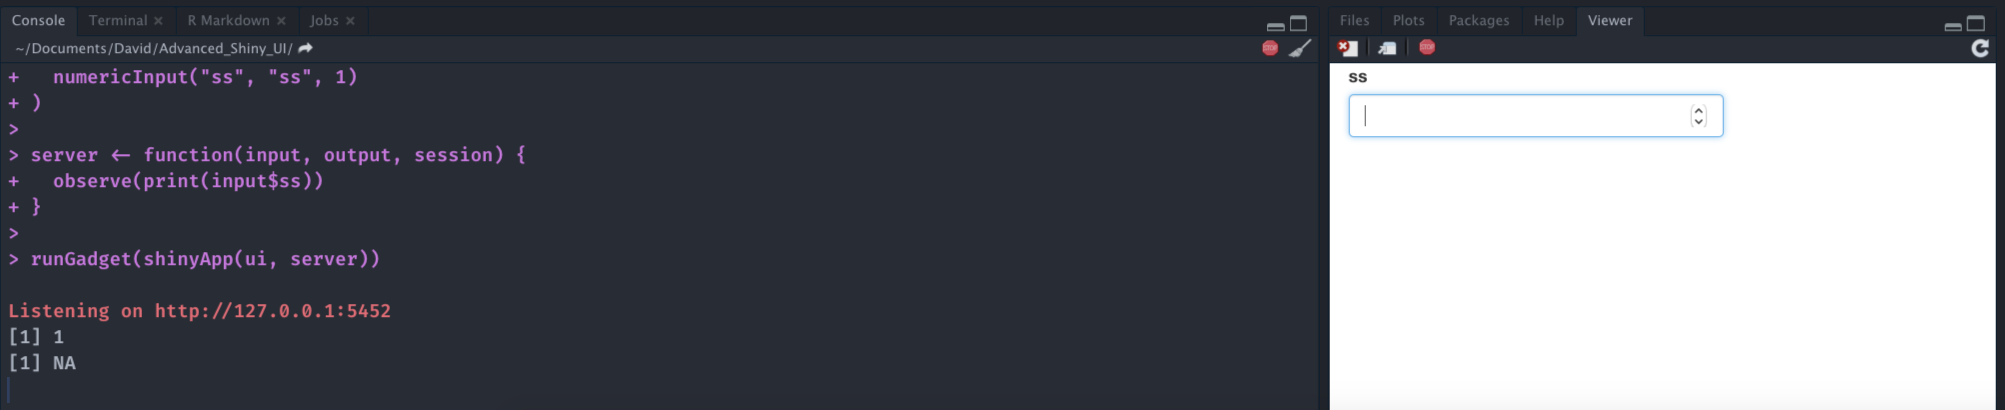 Console Terminal R Markdown Jobs
~/Documents/David/Advanced_Shiny_UI/
+   numericInput("ss", "ss", 1)
+ )
>
> server <- function(input, output, session) {
+   observe(print(input$ss))
+ }
>
> runGadget(shinyApp(ui, server))
Listening on http://127.0.0.1:5452
[1] 1
[1] NA
Files Plots Packages Help Viewer
STOP
STOP
ss